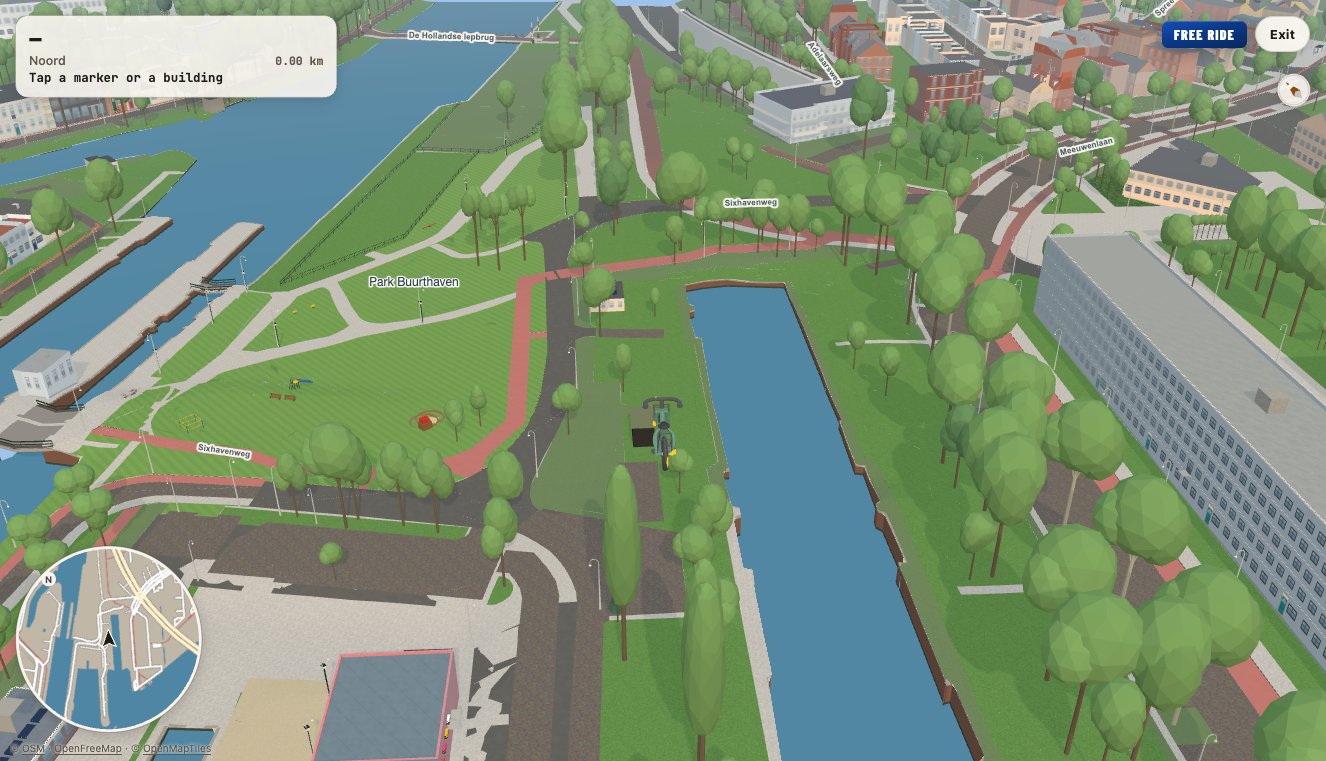 –
Noord 0.00 km
Tap a marker or a building
De Hollandse Iepbrug
Adelaarsweg
FREE RIDE
Exit
Meeuwenlaan
Sixhavenweg
Park Buurthaven
Sixhavenweg
N
© OSM · OpenFreeMap · © OpenMapTiles